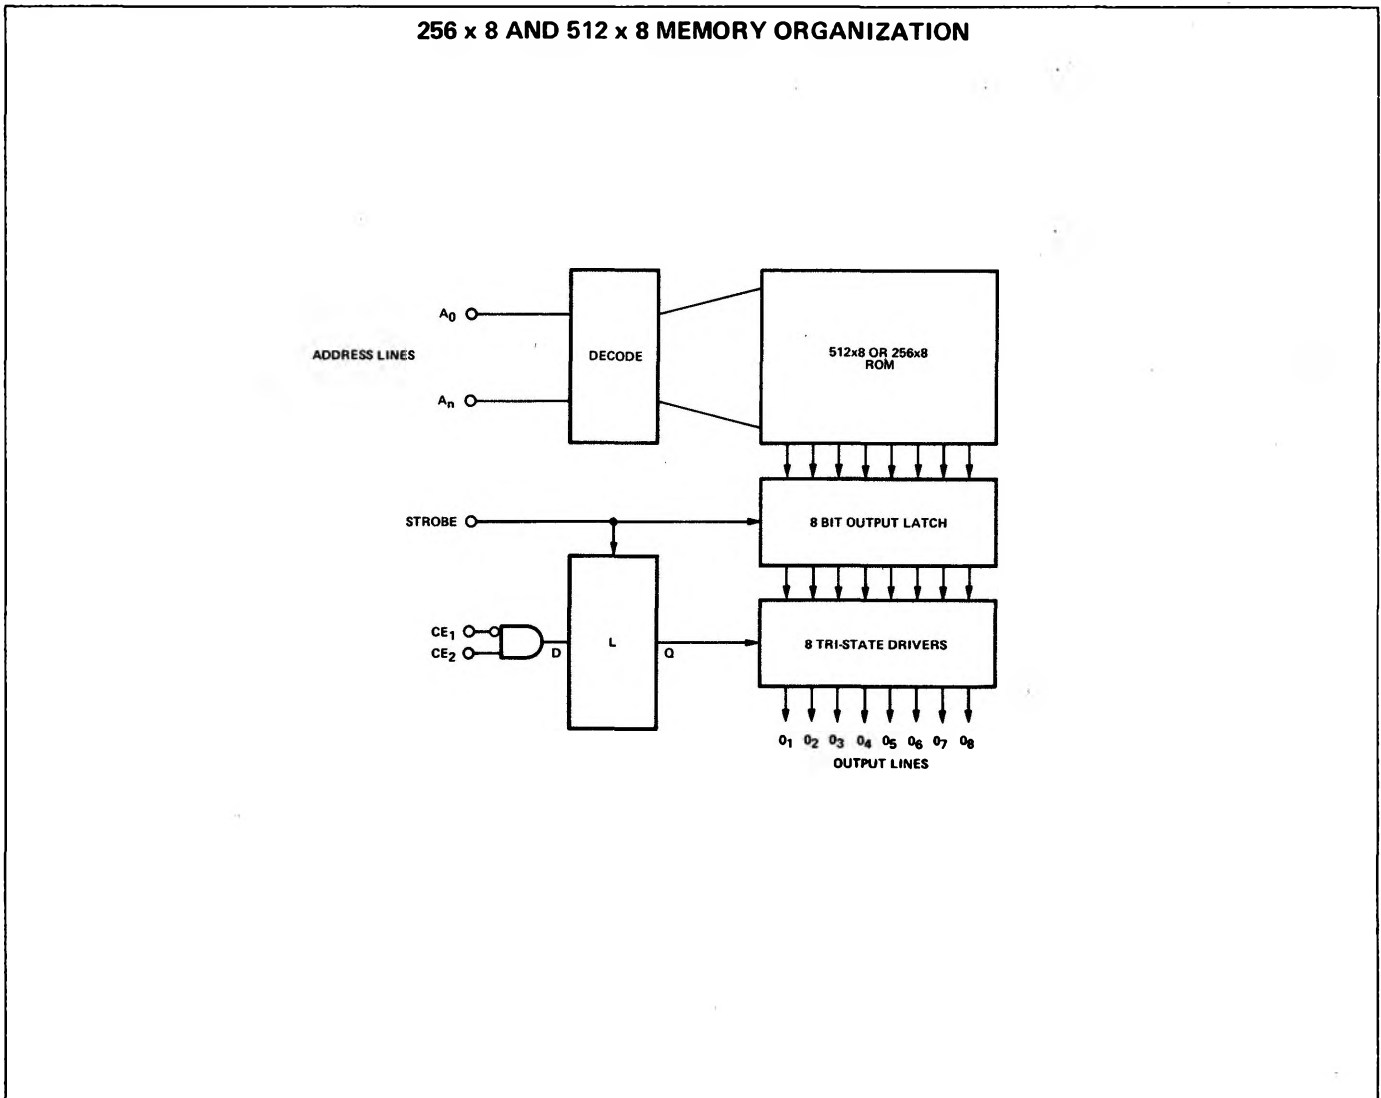 256 x 8 AND 512 x 8 MEMORY ORGANIZATION
A0
ADDRESS LINES
DECODE
512x8 OR 256x8
ROM
An
STROBE
8 BIT OUTPUT LATCH
CE1
CE2
D
L
Q
8 TRI-STATE DRIVERS
O1 O2 O3 O4 O5 O6 O7 O8
OUTPUT LINES